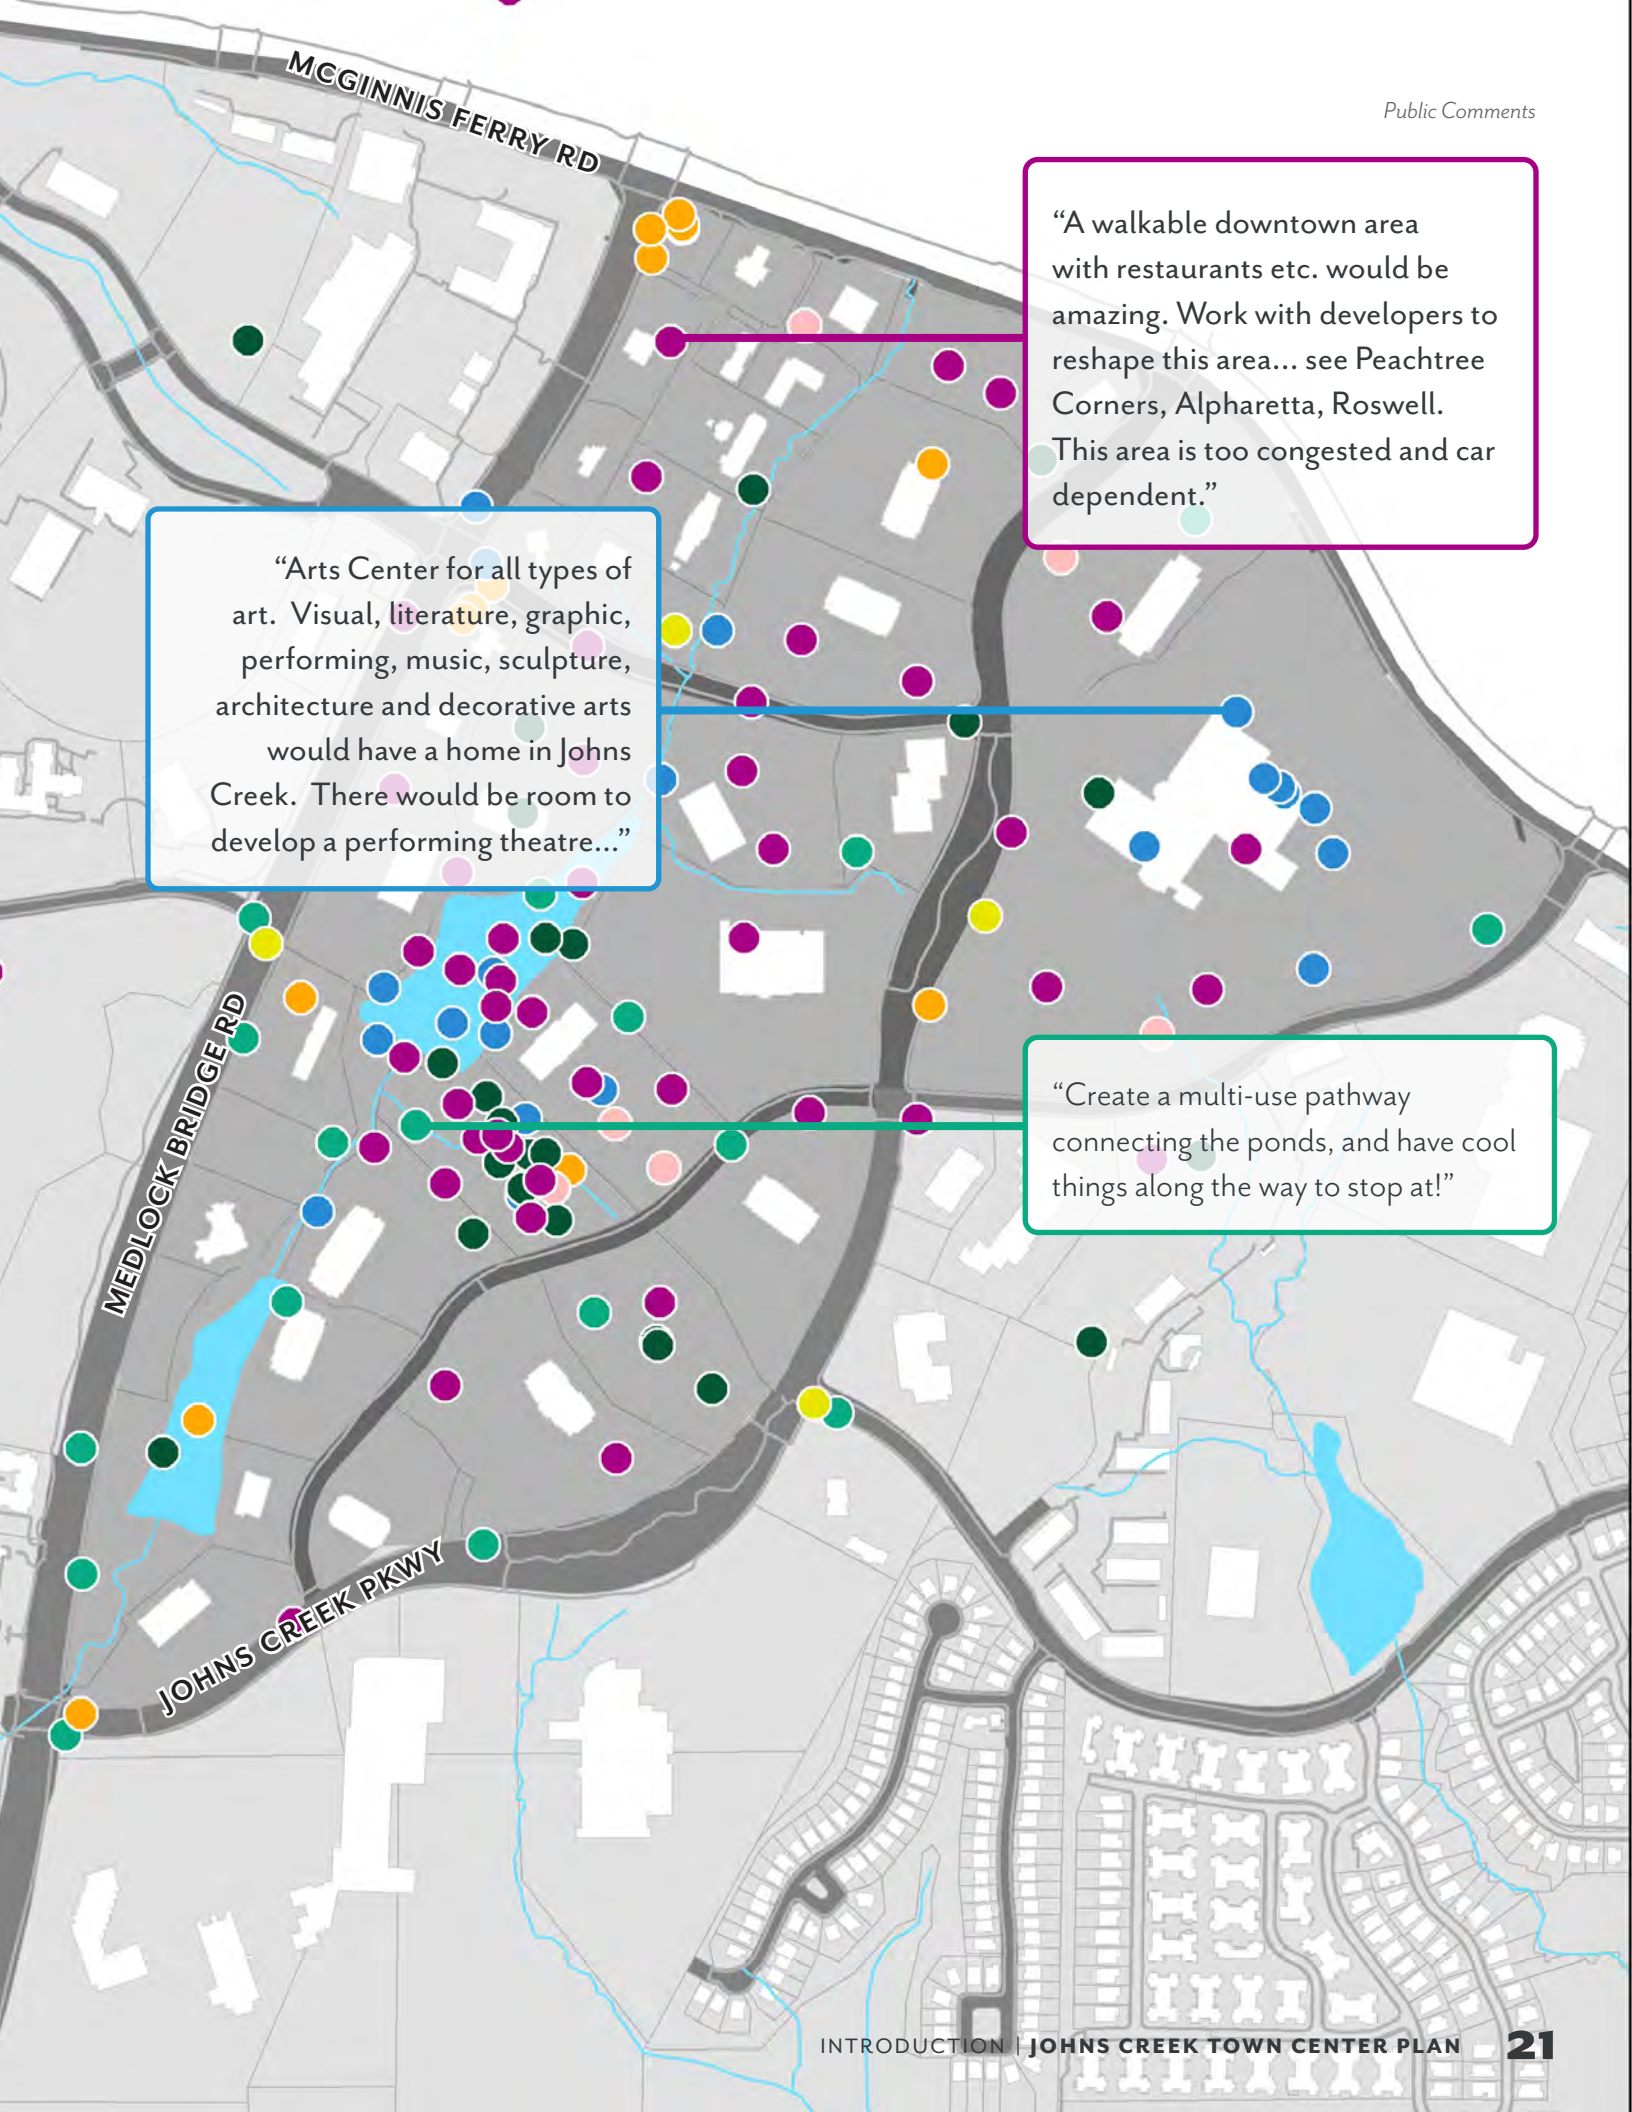 MCGINNIS FERRY RD
Public Comments
“A walkable downtown area
with restaurants etc. would be
amazing. Work with developers to
reshape this area... see Peachtree
Corners, Alpharetta, Roswell.
This area is too congested and car
dependent.”
“Arts Center for all types of
art.  Visual, literature, graphic,
performing, music, sculpture,
architecture and decorative arts
would have a home in Johns
Creek.  There would be room to
develop a performing theatre...”
MEDLOCK BRIDGE RD
“Create a multi-use pathway
connecting the ponds, and have cool
things along the way to stop at!”
JOHNS CREEK PKWY
INTRODUCTION | JOHNS CREEK TOWN CENTER PLAN 21